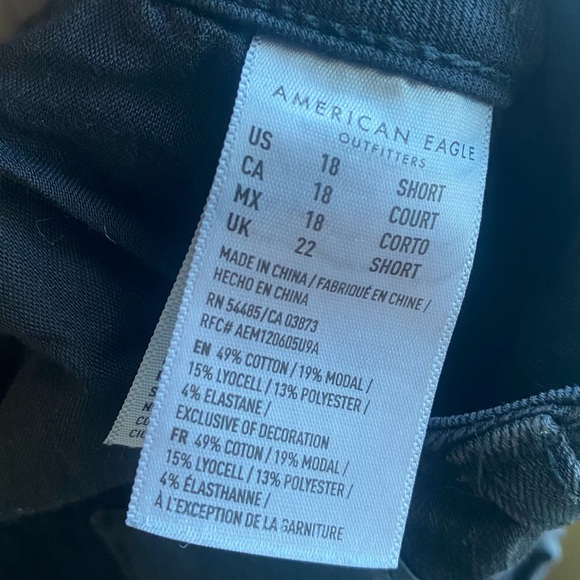 AMERICAN EAGLE
OUTFITTERS
US 18 SHORT
CA 18 COURT
MX 18 CORTO
UK 22 SHORT
MADE IN CHINA / FABRIQUÉ EN CHINE /
HECHO EN CHINA
RN 54485/CA 03873
RFC# AEM120605U9A
EN 49% COTTON / 19% MODAL /
15% LYOCELL / 13% POLYESTER /
4% ELASTANE /
EXCLUSIVE OF DECORATION
FR 49% COTON / 19% MODAL /
15% LYOCELL / 13% POLYESTER /
4% ÉLASTHANNE /
À L'EXCEPTION DE LA GARNITURE